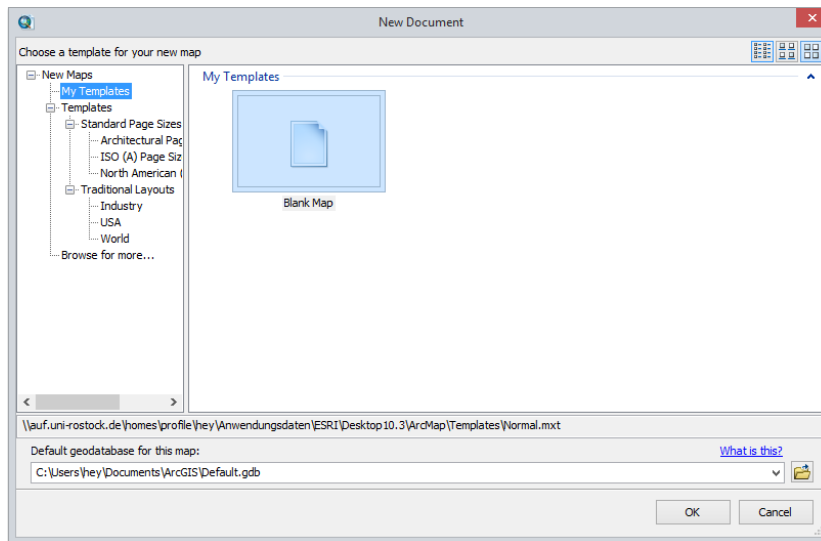 New Document
Choose a template for your new map
New Maps
My Templates
Templates
Standard Page Sizes
Architectural Pag
ISO (A) Page Siz
North American (
Traditional Layouts
Industry
USA
World
Browse for more...
My Templates
Blank Map
\\auf.uni-rostock.de\homes\profile\hey\Anwendungsdaten\ESRI\Desktop10.3\ArcMap\Templates\Normal.mxt
Default geodatabase for this map:
What is this?
C:\Users\hey\Documents\ArcGIS\Default.gdb
OK
Cancel